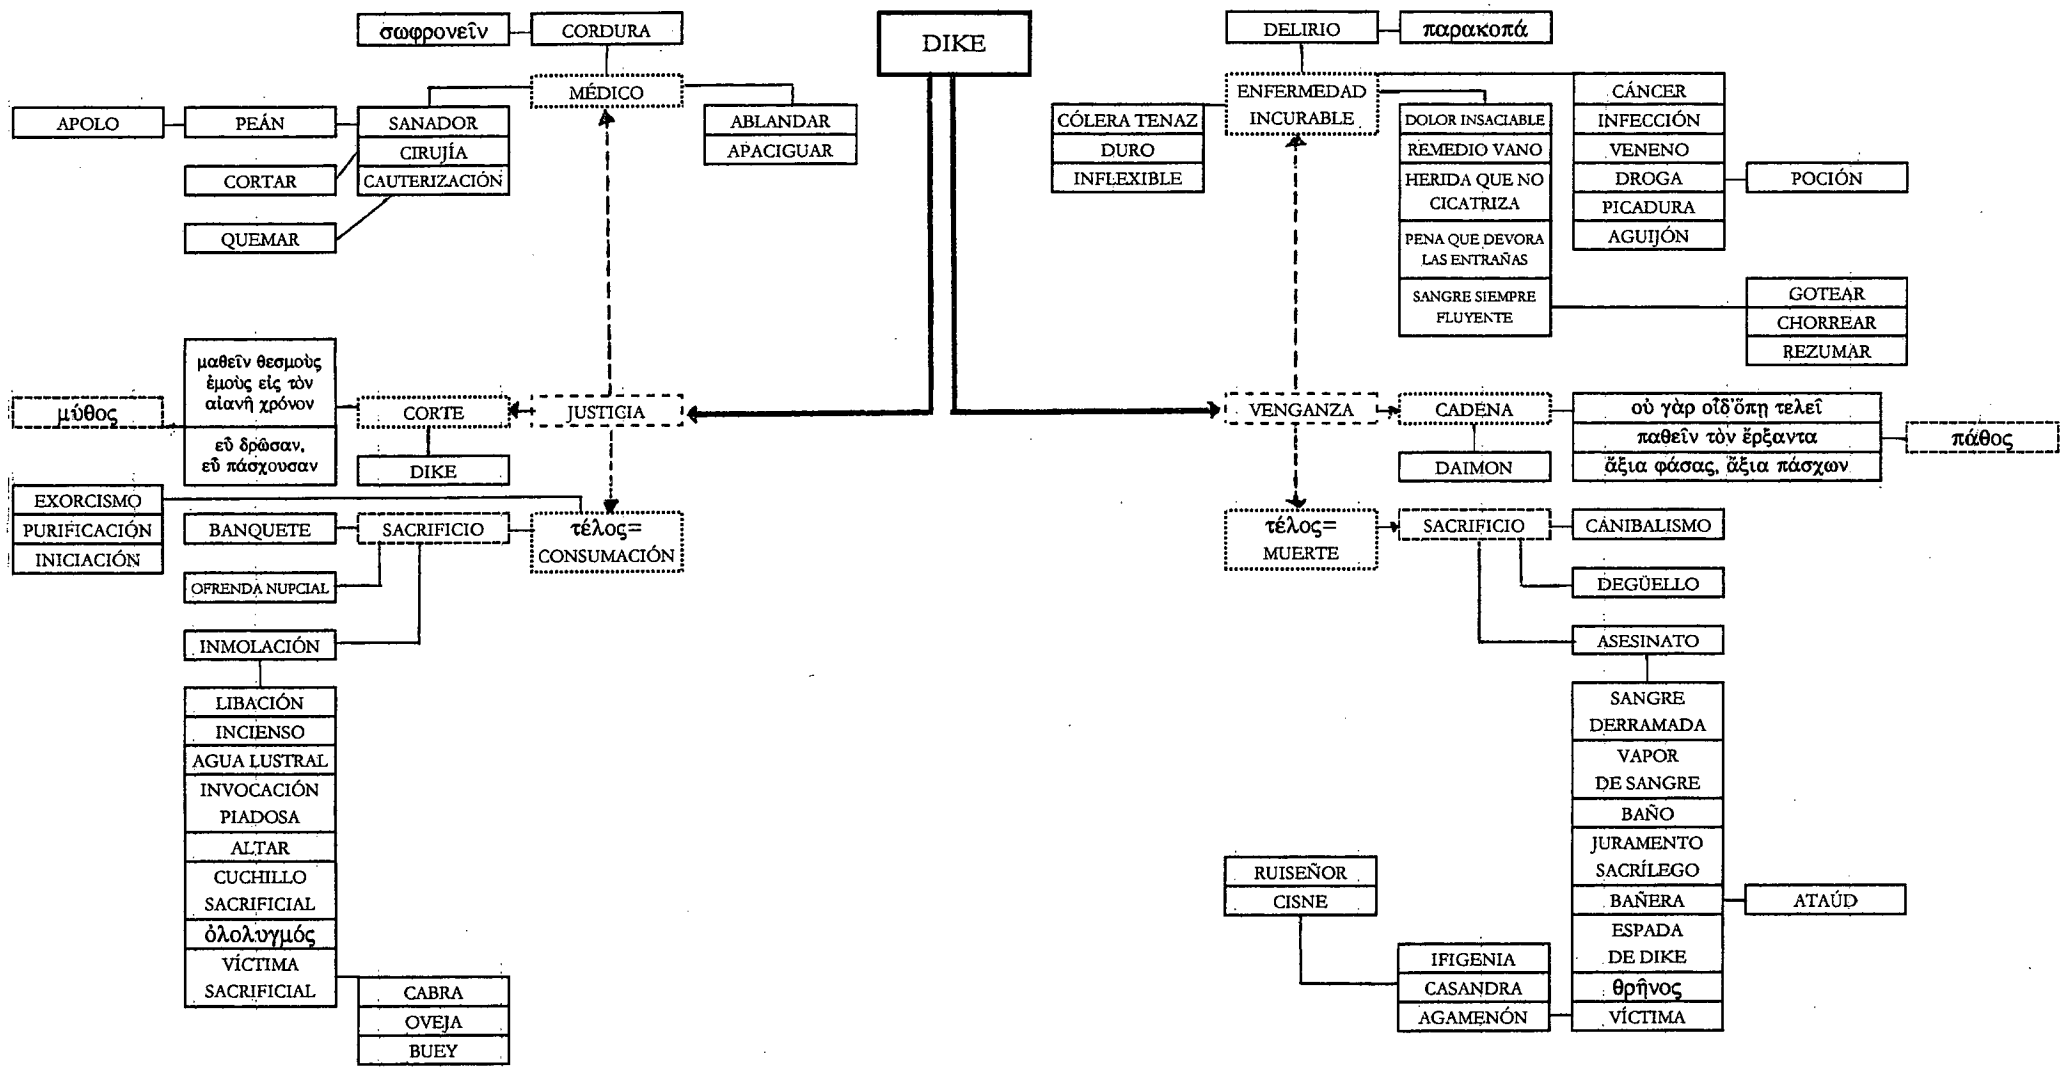 DIKE
σωφρονεῖν
CORDURA
MÉDICO
APOLO
PEÁN
SANADOR
CIRUJÍA
CAUTERIZACIÓN
CORTAR
QUEMAR
ABLANDAR
APACIGUAR
μαθεῖν θεσμοὺς
ἐμοὺς εἰς τὸν
αἰανῆ χρόνον
εὖ δρῶσαν,
εὖ πάσχουσαν
μύθος
CORTE
DIKE
JUSTICIA
EXORCISMO
PURIFICACIÓN
INICIACIÓN
BANQUETE
SACRIFICIO
τέλος=
CONSUMACIÓN
OFRENDA NUPCIAL
INMOLACIÓN
LIBACIÓN
INCIENSO
AGUA LUSTRAL
INVOCACIÓN
PIADOSA
ALTAR
CUCHILLO
SACRIFICIAL
ὀλολυγμός
VÍCTIMA
SACRIFICIAL
CABRA
OVEJA
BUEY
DELIRIO
παρακοπά
ENFERMEDAD
INCURABLE
CÓLERA TENAZ
DURO
INFLEXIBLE
DOLOR INSACIABLE
REMEDIO VANO
HERIDA QUE NO
CICATRIZA
PENA QUE DEVORA
LAS ENTRAÑAS
SANGRE SIEMPRE
FLUYENTE
CÁNCER
INFECCIÓN
VENENO
DROGA
PICADURA
AGUIJÓN
POCIÓN
GOTEAR
CHORREAR
REZUMAR
VENGANZA
CADENA
DAIMON
οὐ γὰρ οἶδ'ὅπῃ τελεῖ
παθεῖν τὸν ἔρξαντα
ἄξια φάσας, ἄξια πάσχων
πάθος
τέλος=
MUERTE
SACRIFICIO
CANIBALISMO
DEGÜELLO
ASESINATO
SANGRE
DERRAMADA
VAPOR
DE SANGRE
BAÑO
JURAMENTO
SACRÍLEGO
BAÑERA
ESPADA
DE DIKE
θρῆνος
VÍCTIMA
ATAÚD
RUISEÑOR
CISNE
IFIGENIA
CASANDRA
AGAMENÓN